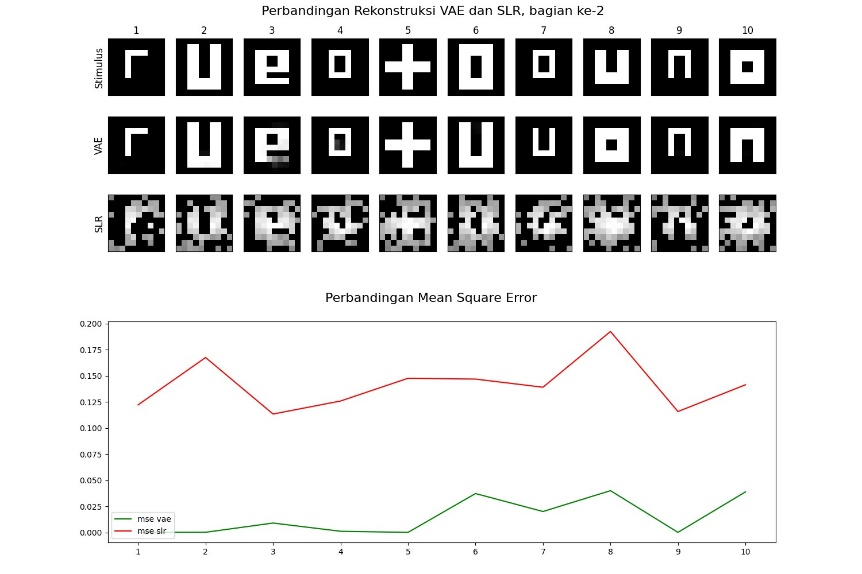 Perbandingan Rekonstruksi VAE dan SLR, bagian ke-2
1 2 3 4 5 6 7 8 9 10
Stimulus
VAE
SLR
Perbandingan Mean Square Error
0.200
0.175
0.150
0.125
0.100
0.075
0.050
0.025
0.000
mse vae
mse slr
1 2 3 4 5 6 7 8 9 10